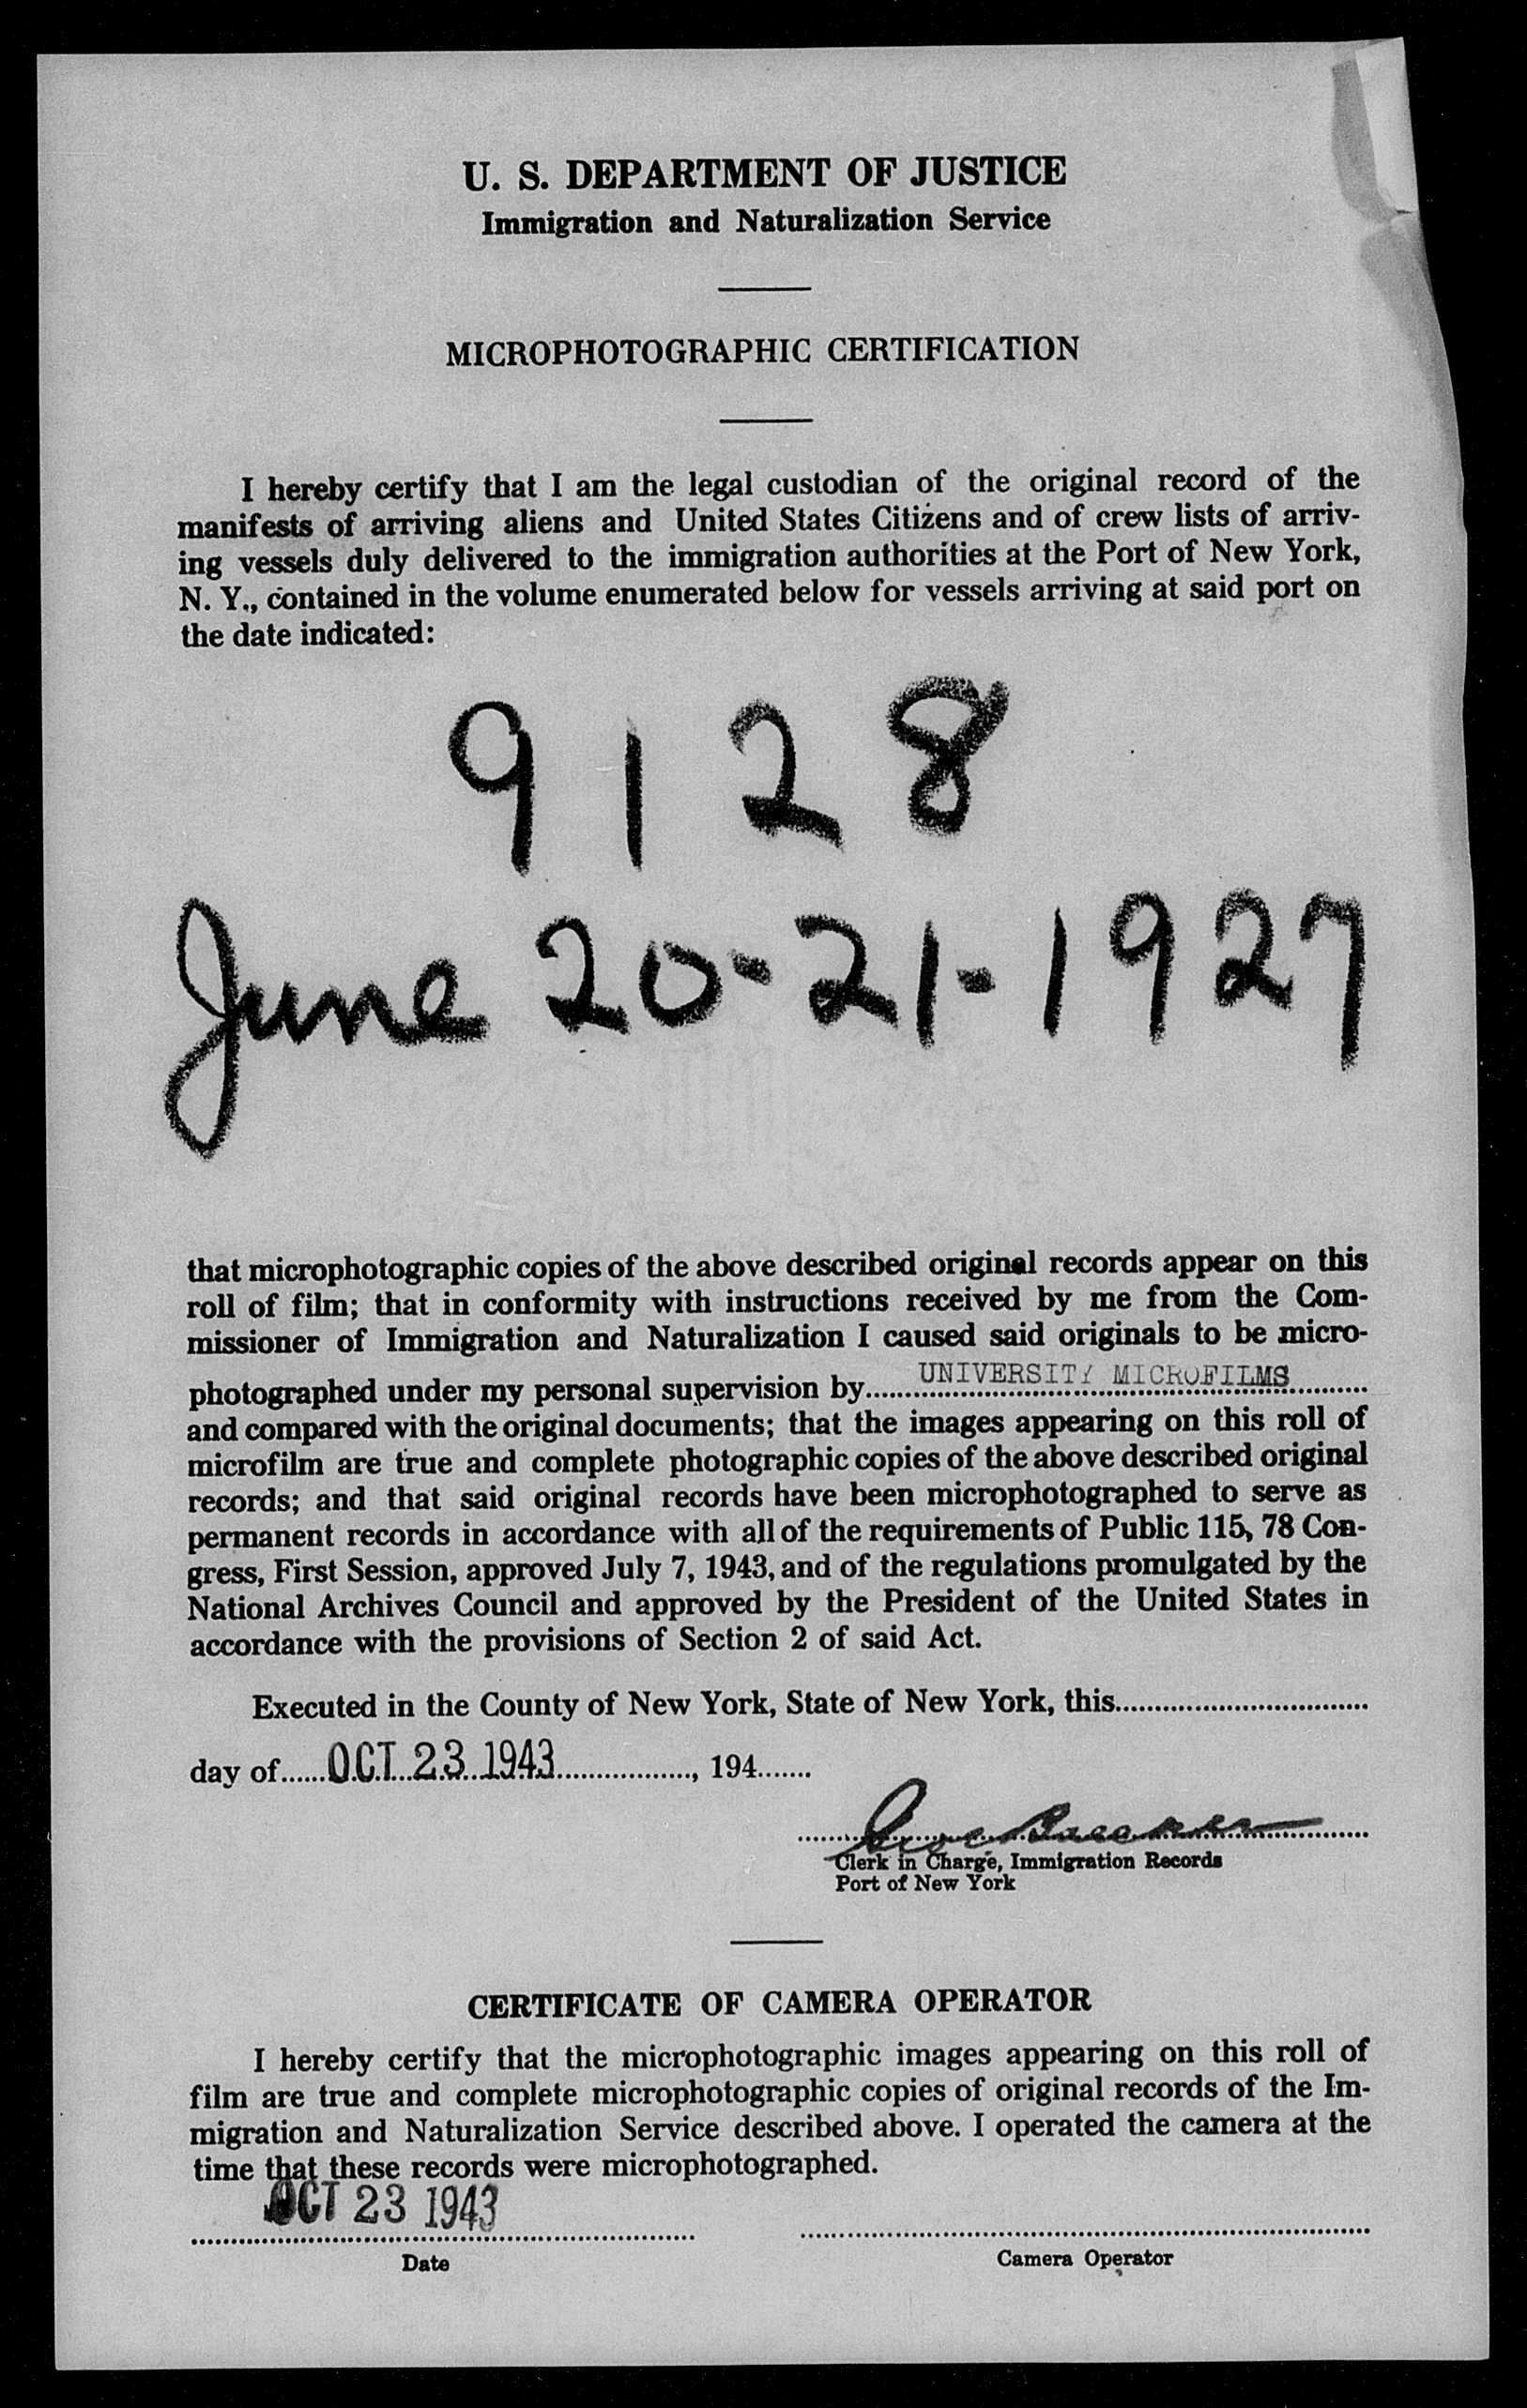 U. S. DEPARTMENT OF JUSTICE
Immigration and Naturalization Service
MICROPHOTOGRAPHIC CERTIFICATION
I hereby certify that I am the legal custodian of the original record of the
manifests of arriving aliens and United States Citizens and of crew lists of arriv-
ing vessels duly delivered to the immigration authorities at the Port of New York,
N. Y., contained in the volume enumerated below for vessels arriving at said port on
the date indicated:
9128
June 20-21-1927
that microphotographic copies of the above described original records appear on this
roll of film; that in conformity with instructions received by me from the Com-
missioner of Immigration and Naturalization I caused said originals to be micro-
photographed under my personal supervision by UNIVERSITY MICROFILMS
and compared with the original documents; that the images appearing on this roll of
microfilm are true and complete photographic copies of the above described original
records; and that said original records have been microphotographed to serve as
permanent records in accordance with all of the requirements of Public 115, 78 Con-
gress, First Session, approved July 7, 1943, and of the regulations promulgated by the
National Archives Council and approved by the President of the United States in
accordance with the provisions of Section 2 of said Act.
Executed in the County of New York, State of New York, this
day of OCT 23 1943, 194
Clerk in Charge, Immigration Records
Port of New York
CERTIFICATE OF CAMERA OPERATOR
I hereby certify that the microphotographic images appearing on this roll of
film are true and complete microphotographic copies of original records of the Im-
migration and Naturalization Service described above. I operated the camera at the
time that these records were microphotographed.
OCT 23 1943
Date Camera Operator